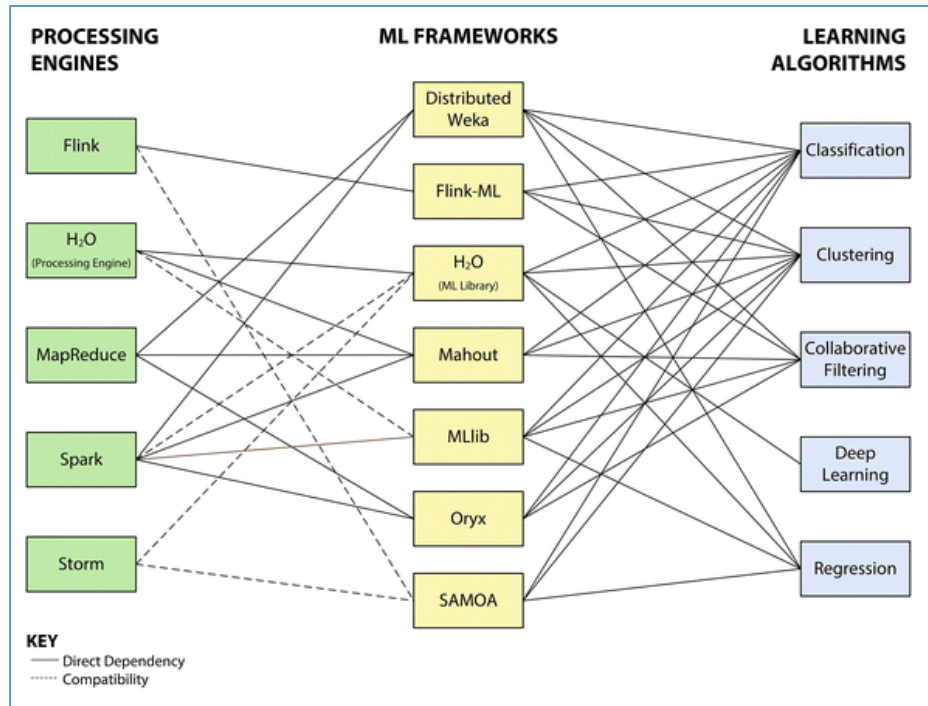 PROCESSING
ENGINES
ML FRAMEWORKS
LEARNING
ALGORITHMS
Flink
H₂O
(Processing Engine)
MapReduce
Spark
Storm
Distributed
Weka
Flink-ML
H₂O
(ML Library)
Mahout
MLlib
Oryx
SAMOA
Classification
Clustering
Collaborative
Filtering
Deep
Learning
Regression
KEY
Direct Dependency
Compatibility